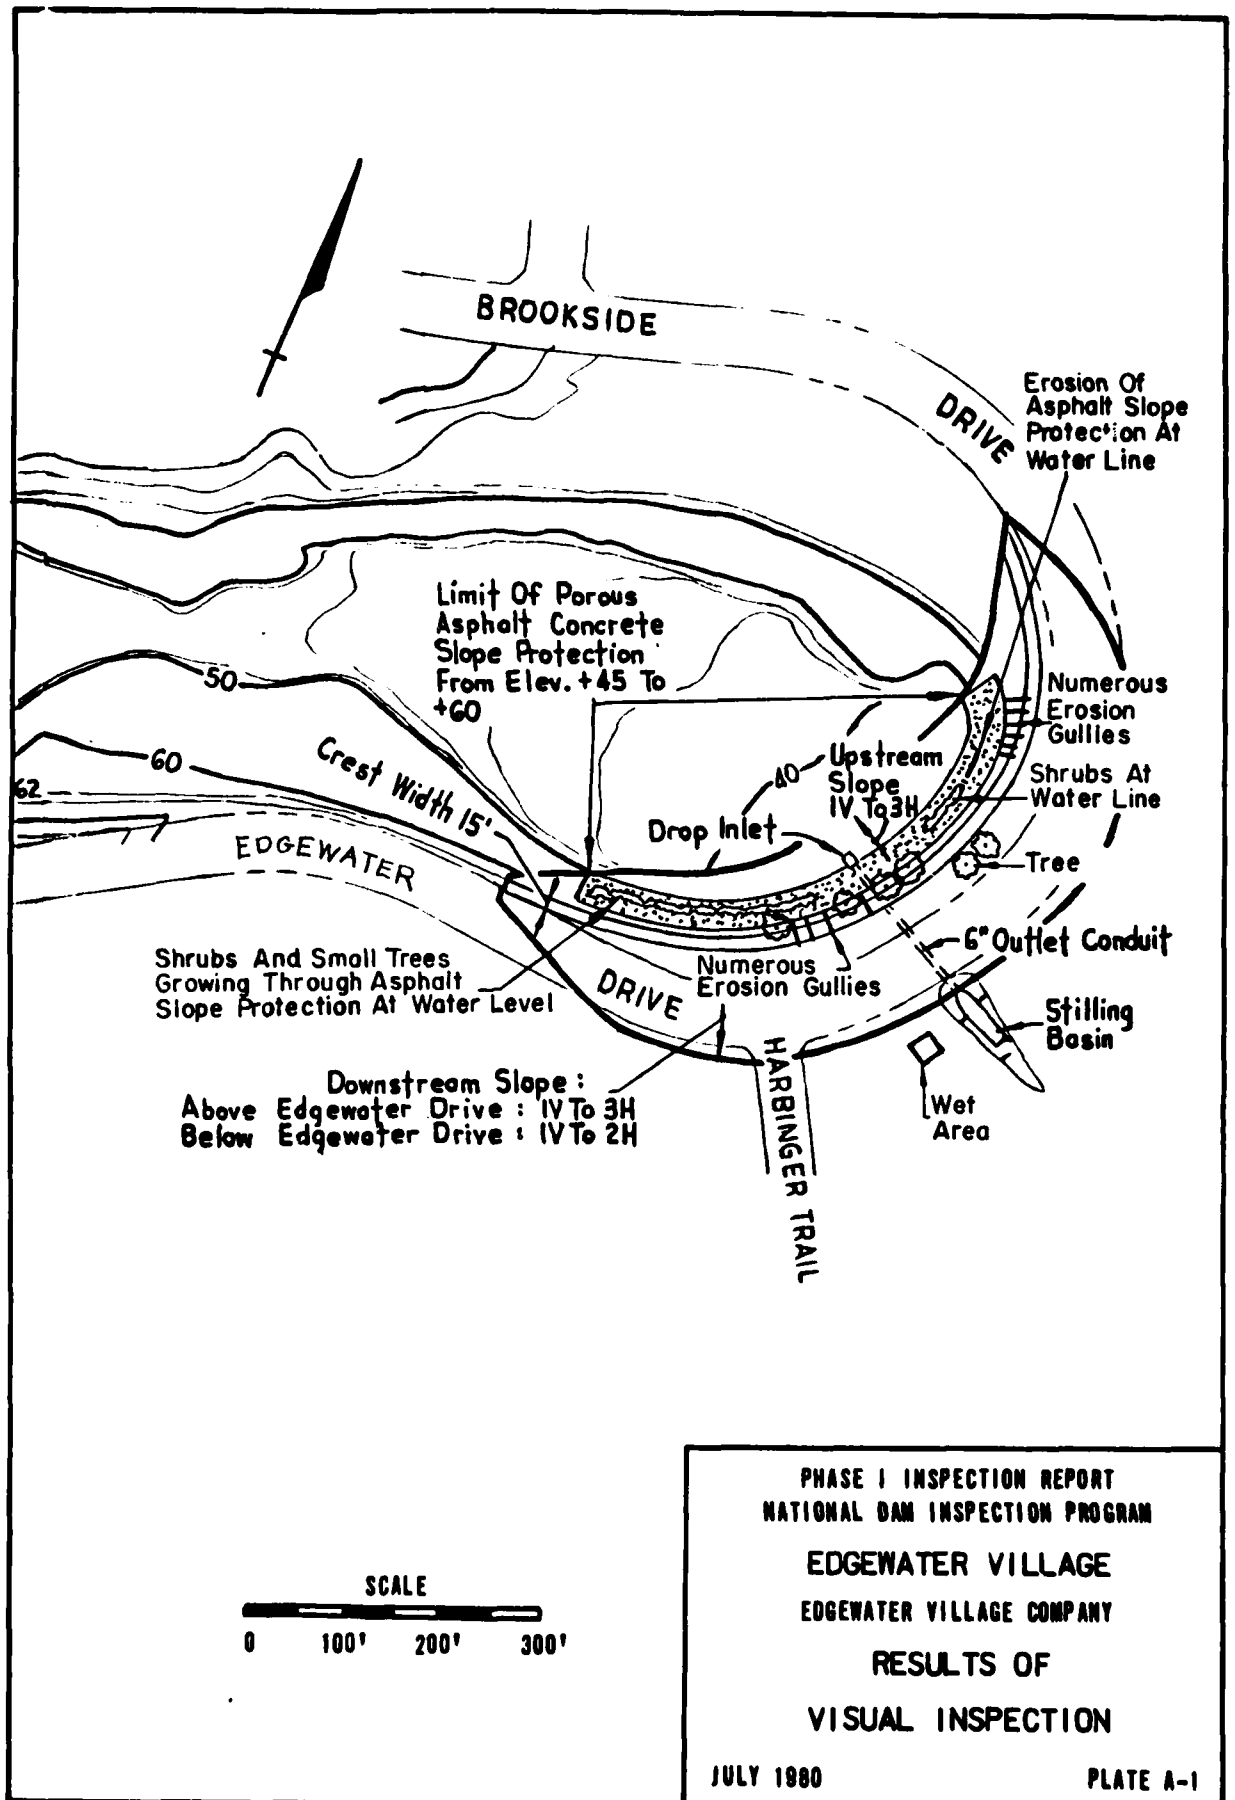 BROOKSIDE
DRIVE
Erosion Of
Asphalt Slope
Protection At
Water Line
Limit Of Porous
Asphalt Concrete
Slope Protection
From Elev. +45 To
+60
50
60
62
Crest Width 15'
40
Upstream
Slope
1V To 3H
Numerous
Erosion
Gullies
Shrubs At
Water Line
Drop Inlet
Tree
EDGEWATER
DRIVE
6" Outlet Conduit
Shrubs And Small Trees
Growing Through Asphalt
Slope Protection At Water Level
Numerous
Erosion Gullies
Stilling
Basin
Wet
Area
HARBINGER TRAIL
Downstream Slope :
Above Edgewater Drive : 1V To 3H
Below Edgewater Drive : 1V To 2H
SCALE
0 100' 200' 300'
PHASE I INSPECTION REPORT
NATIONAL DAM INSPECTION PROGRAM
EDGEWATER VILLAGE
EDGEWATER VILLAGE COMPANY
RESULTS OF
VISUAL INSPECTION
JULY 1980 PLATE A-1